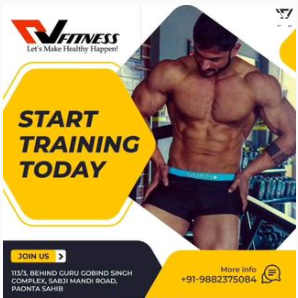 FITNESS
Let's Make Healthy Happen!
START
TRAINING
TODAY
JOIN US
113/3, BEHIND GURU GOBIND SINGH
COMPLEX, SABJI MANDI ROAD,
PAONTA SAHIB
More info
+91-9882375084